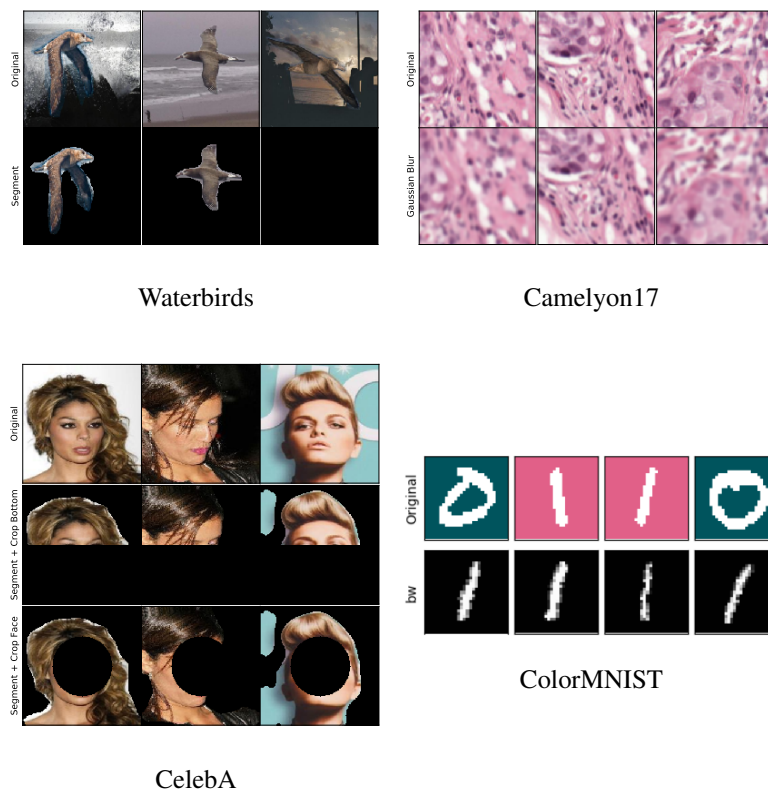 Original
Segment
Waterbirds
Original
Gaussian Blur
Camelyon17
Original
Segment + Crop Bottom
Segment + Crop Face
CelebA
Original
bw
ColorMNIST